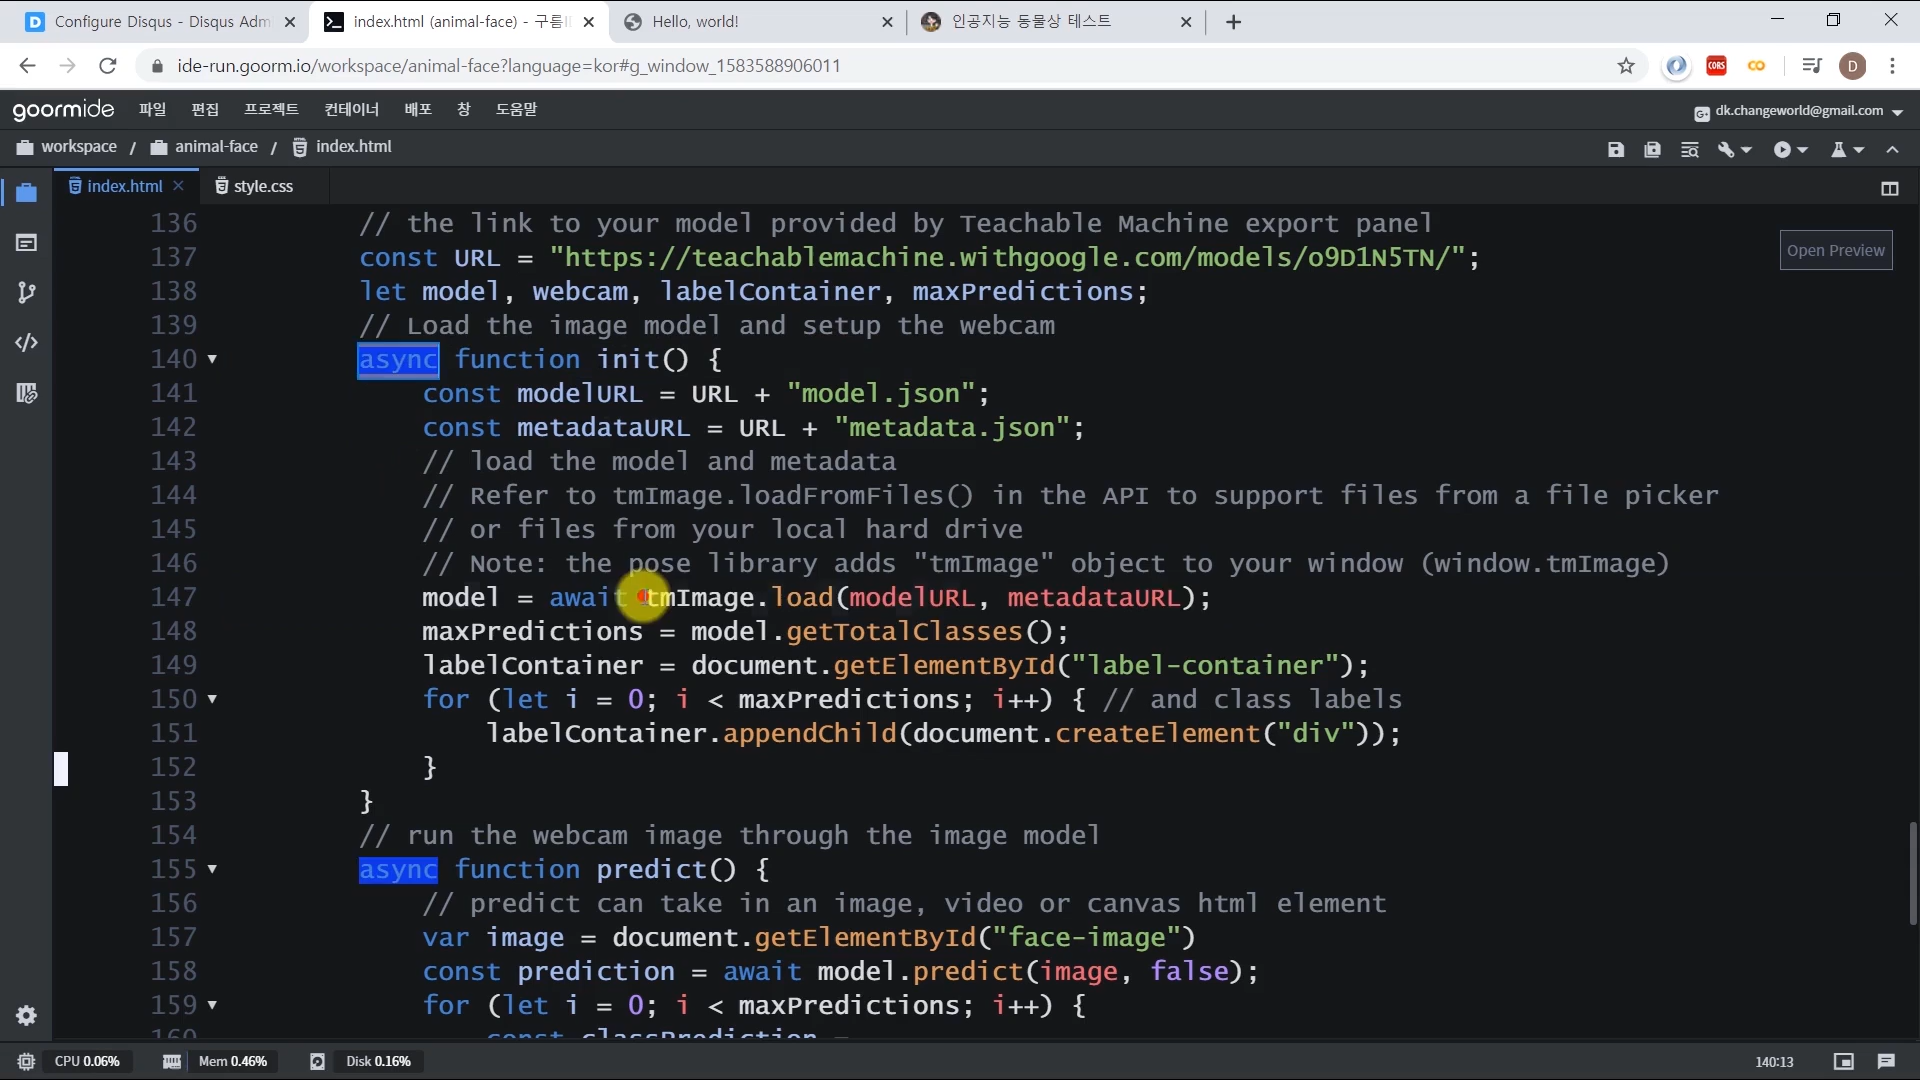 Configure Disqus - Disqus Adm
index.html (animal-face) - 구름I
Hello, world!
인공지능 동물상 테스트
ide-run.goorm.io/workspace/animal-face?language=kor#g_window_1583588906011
CORS
D
goormide 파일 편집 프로젝트 컨테이너 배포 창 도움말
G+ dk.changeworld@gmail.com
workspace / animal-face / index.html
index.html
style.css
Open Preview
136 // the link to your model provided by Teachable Machine export panel
137 const URL = "https://teachablemachine.withgoogle.com/models/o9D1N5TN/";
138 let model, webcam, labelContainer, maxPredictions;
139 // Load the image model and setup the webcam
140 async function init() {
141 const modelURL = URL + "model.json";
142 const metadataURL = URL + "metadata.json";
143 // load the model and metadata
144 // Refer to tmImage.loadFromFiles() in the API to support files from a file picker
145 // or files from your local hard drive
146 // Note: the pose library adds "tmImage" object to your window (window.tmImage)
147 model = await tmImage.load(modelURL, metadataURL);
148 maxPredictions = model.getTotalClasses();
149 labelContainer = document.getElementById("label-container");
150 for (let i = 0; i < maxPredictions; i++) { // and class labels
151 labelContainer.appendChild(document.createElement("div"));
152 }
153 }
154 // run the webcam image through the image model
155 async function predict() {
156 // predict can take in an image, video or canvas html element
157 var image = document.getElementById("face-image")
158 const prediction = await model.predict(image, false);
159 for (let i = 0; i < maxPredictions; i++) {
160 const classPrediction =
CPU 0.06% Mem 0.46% Disk 0.16%
140:13